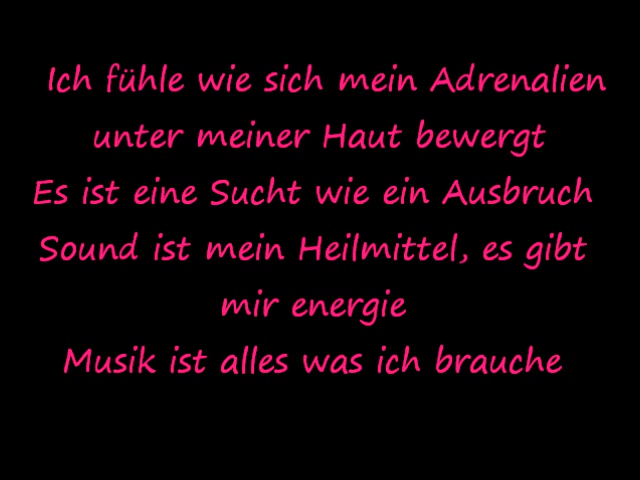 Ich fühle wie sich mein Adrenalien
unter meiner Haut bewergt
Es ist eine Sucht wie ein Ausbruch
Sound ist mein Heilmittel, es gibt
mir energie
Musik ist alles was ich brauche